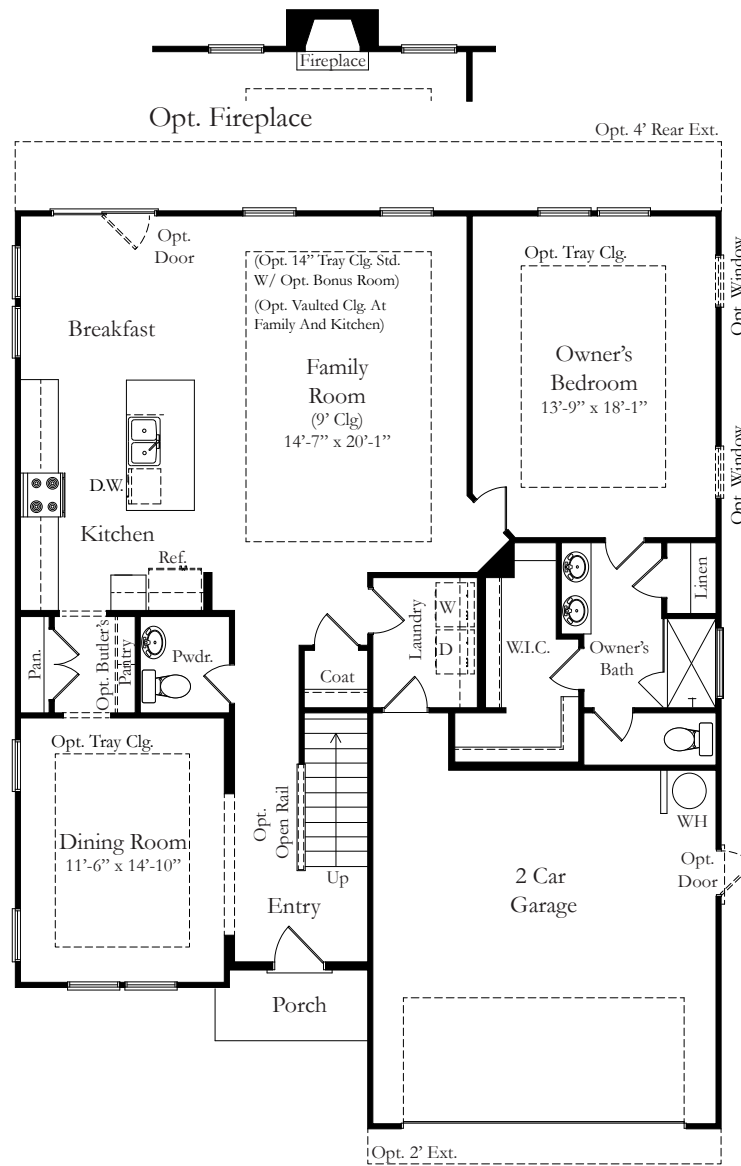 Fireplace
Opt. Fireplace
Opt. 4’ Rear Ext.
Opt.
Door
(Opt. 14” Tray Clg. Std.
W/ Opt. Bonus Room)
(Opt. Vaulted Clg. At
Family And Kitchen)
Opt. Tray Clg.
Opt. Window
Breakfast
Family
Room
(9’ Clg)
14’-7” x 20’-1”
Owner’s
Bedroom
13’-9” x 18’-1”
Opt. Window
D.W.
Kitchen
Ref.
Linen
W
D
Laundry
W.I.C.
Owner’s
Bath
Pan.
Opt. Butler’s
Pantry
Pwdr.
Coat
Opt. Tray Clg.
Dining Room
11’-6” x 14’-10”
Opt.
Open Rail
Up
WH
Opt.
Door
2 Car
Garage
Entry
Porch
Opt. 2’ Ext.